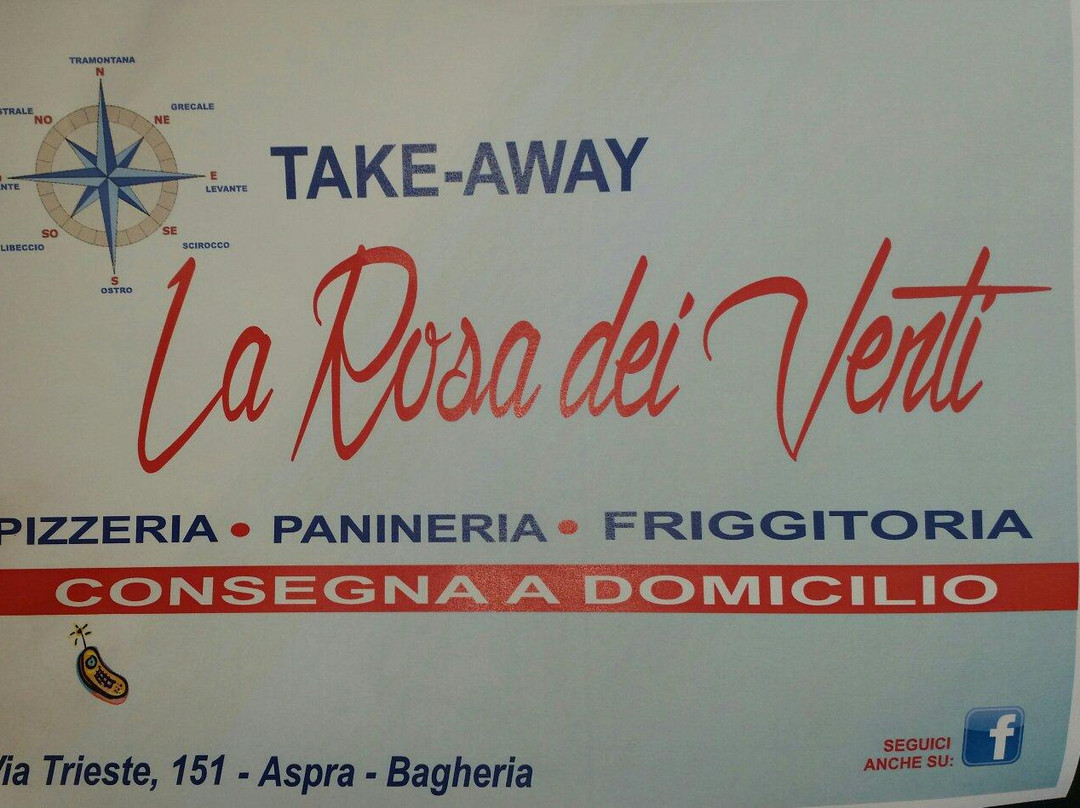 TRAMONTANA
N
STRALE NO NE GRECALE
E
NTE LEVANTE
SO SE
LIBECCIO SCIROCCO
S
OSTRO
TAKE-AWAY
La Rosa dei Venti
PIZZERIA • PANINERIA • FRIGGITORIA
CONSEGNA A DOMICILIO
Via Trieste, 151 - Aspra - Bagheria
SEGUICI
ANCHE SU: f